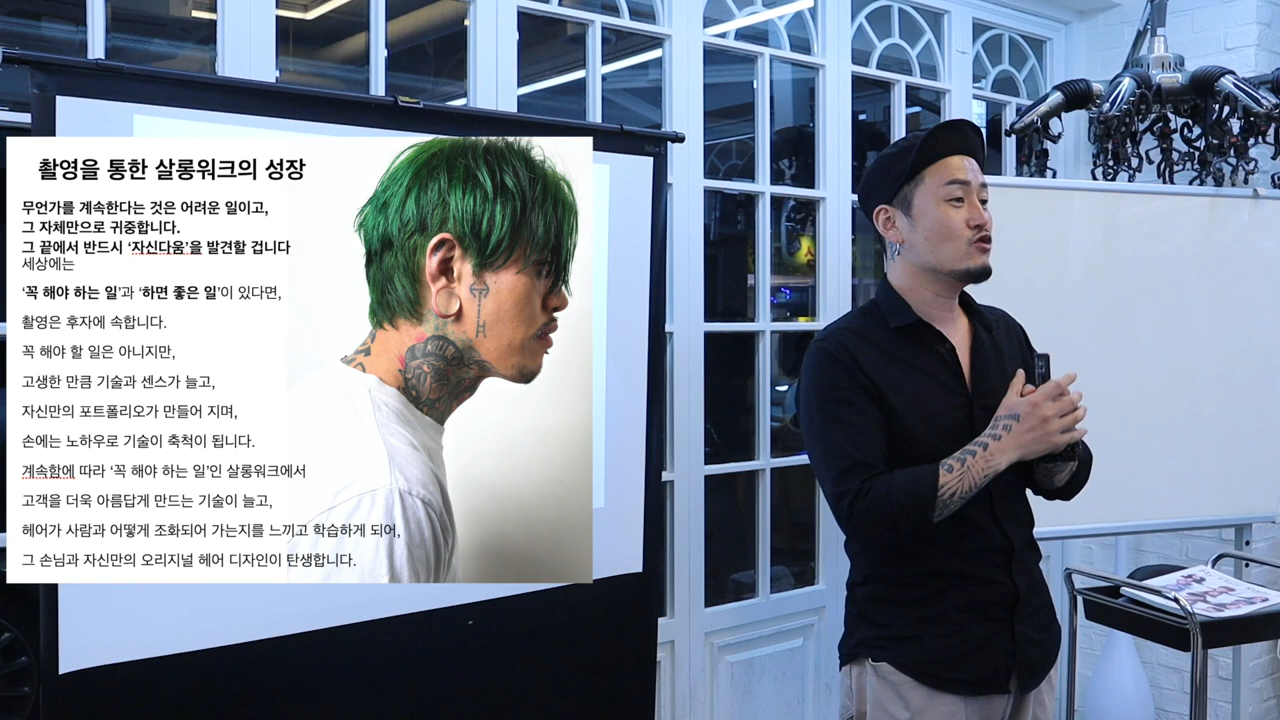 촬영을 통한 살롱워크의 성장
무언가를 계속한다는 것은 어려운 일이고,
그 자체만으로 귀중합니다.
그 끝에서 반드시 ‘자신다움’을 발견할 겁니다
세상에는
‘꼭 해야 하는 일’과 ‘하면 좋은 일’이 있다면,
촬영은 후자에 속합니다.
꼭 해야 할 일은 아니지만,
고생한 만큼 기술과 센스가 늘고,
자신만의 포트폴리오가 만들어 지며,
손에는 노하우로 기술이 축척이 됩니다.
계속함에 따라 ‘꼭 해야 하는 일’인 살롱워크에서
고객을 더욱 아름답게 만드는 기술이 늘고,
헤어가 사람과 어떻게 조화되어 가는지를 느끼고 학습하게 되어,
그 손님과 자신만의 오리지널 헤어 디자인이 탄생합니다.